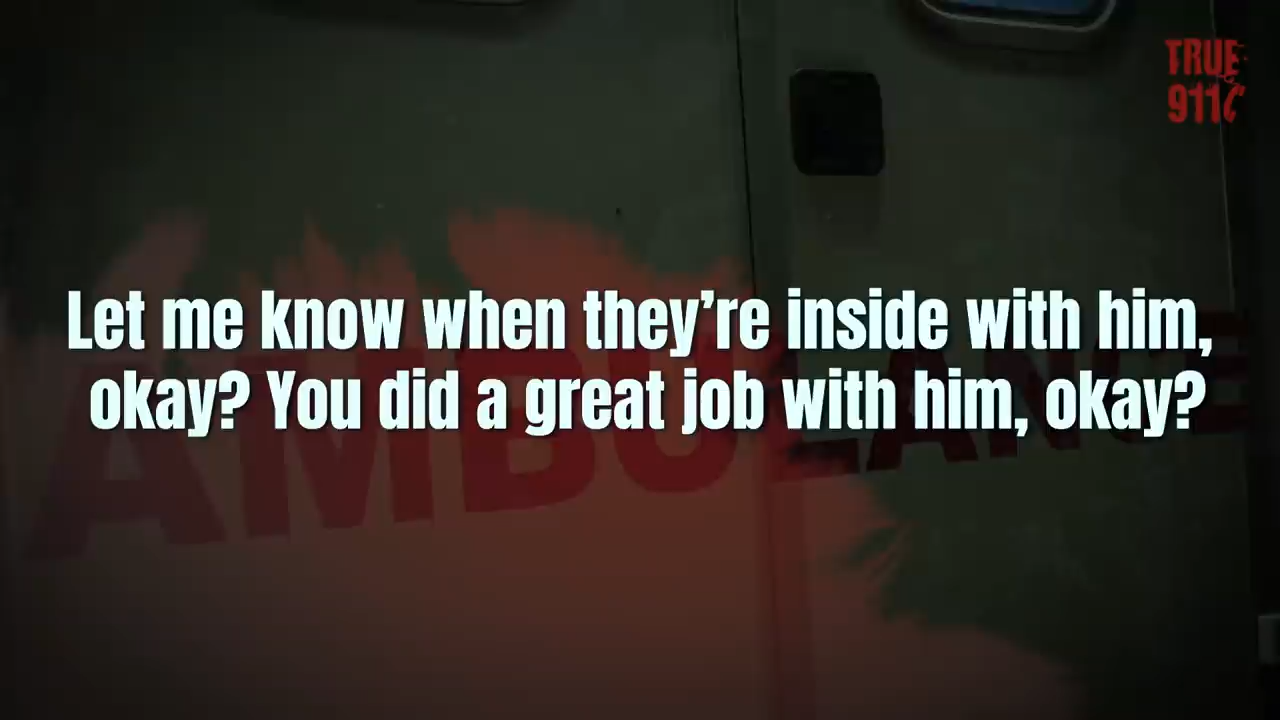 TRUE
911
Let me know when they’re inside with him,
okay? You did a great job with him, okay?
AMBULANCE